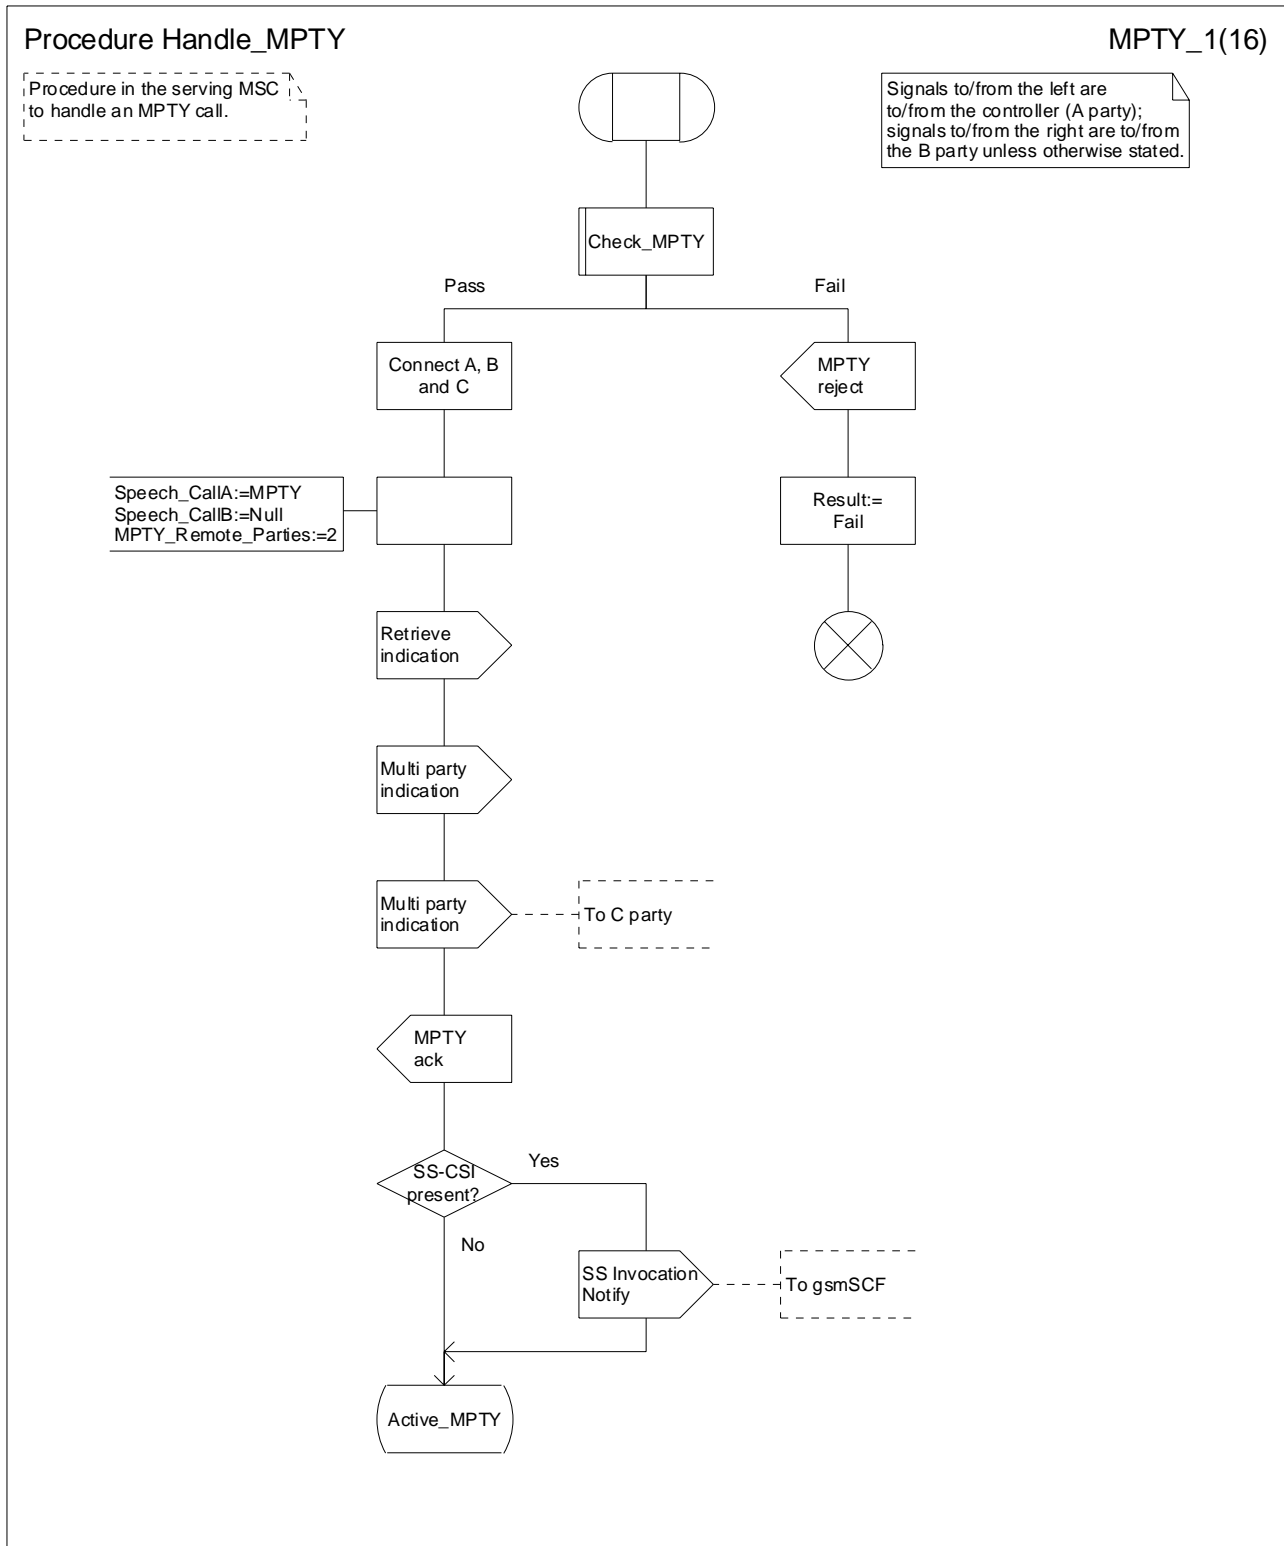 Procedure Handle_MPTY
MPTY_1(16)
Procedure in the serving MSC
to handle an MPTY call.
Signals to/from the left are
to/from the controller (A party);
signals to/from the right are to/from
the B party unless otherwise stated.
Check_MPTY
Pass
Fail
Connect A, B
and C
MPTY
reject
Speech_CallA:=MPTY
Speech_CallB:=Null
MPTY_Remote_Parties:=2
Result:=
Fail
Retrieve
indication
Multi party
indication
Multi party
indication
To C party
MPTY
ack
SS-CSI
present?
Yes
No
SS Invocation
Notify
To gsmSCF
Active_MPTY